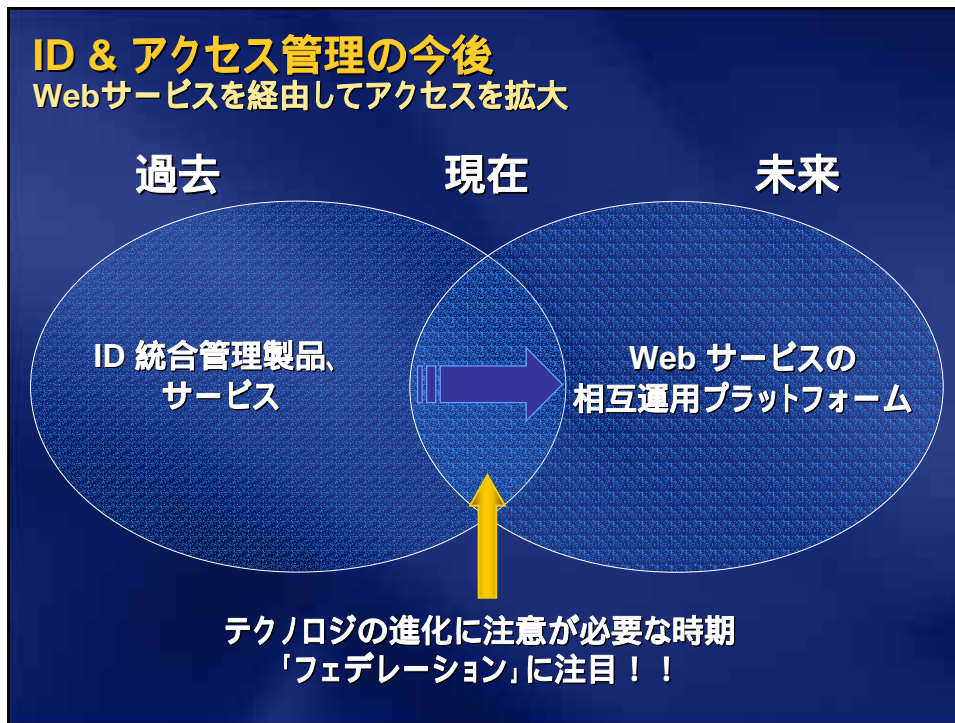 ID & アクセス管理の今後
Webサービスを経由してアクセスを拡大
過去 現在 未来
ID 統合管理製品、
サービス
Web サービスの
相互運用プラットフォーム
テクノロジの進化に注意が必要な時期
「フェデレーション」に注目！！